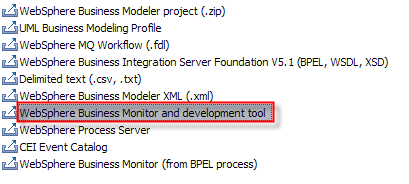 WebSphere Business Modeler project (.zip)
UML Business Modeling Profile
WebSphere MQ Workflow (.fdl)
WebSphere Business Integration Server Foundation V5.1 (BPEL, WSDL, XSD)
Delimited text (.csv, .txt)
WebSphere Business Modeler XML (.xml)
WebSphere Business Monitor and development tool
WebSphere Process Server
CEI Event Catalog
WebSphere Business Monitor (from BPEL process)